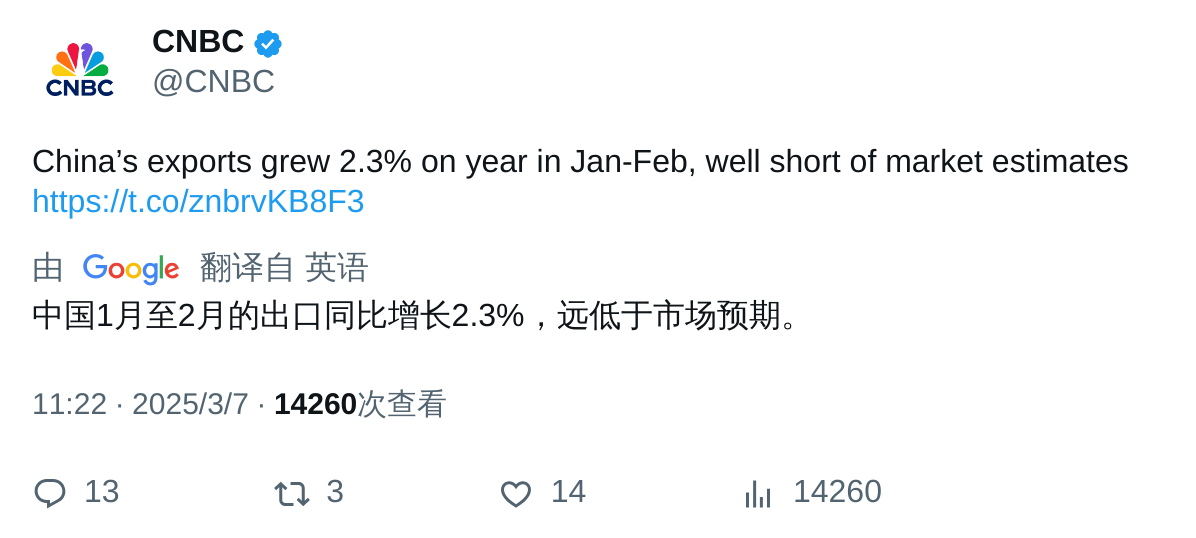 CNBC
CNBC
@CNBC
China’s exports grew 2.3% on year in Jan-Feb, well short of market estimates
https://t.co/znbrvKB8F3
由 Google 翻译自 英语
中国1月至2月的出口同比增长2.3%，远低于市场预期。
11:22 · 2025/3/7 · 14260次查看
13 3 14 14260